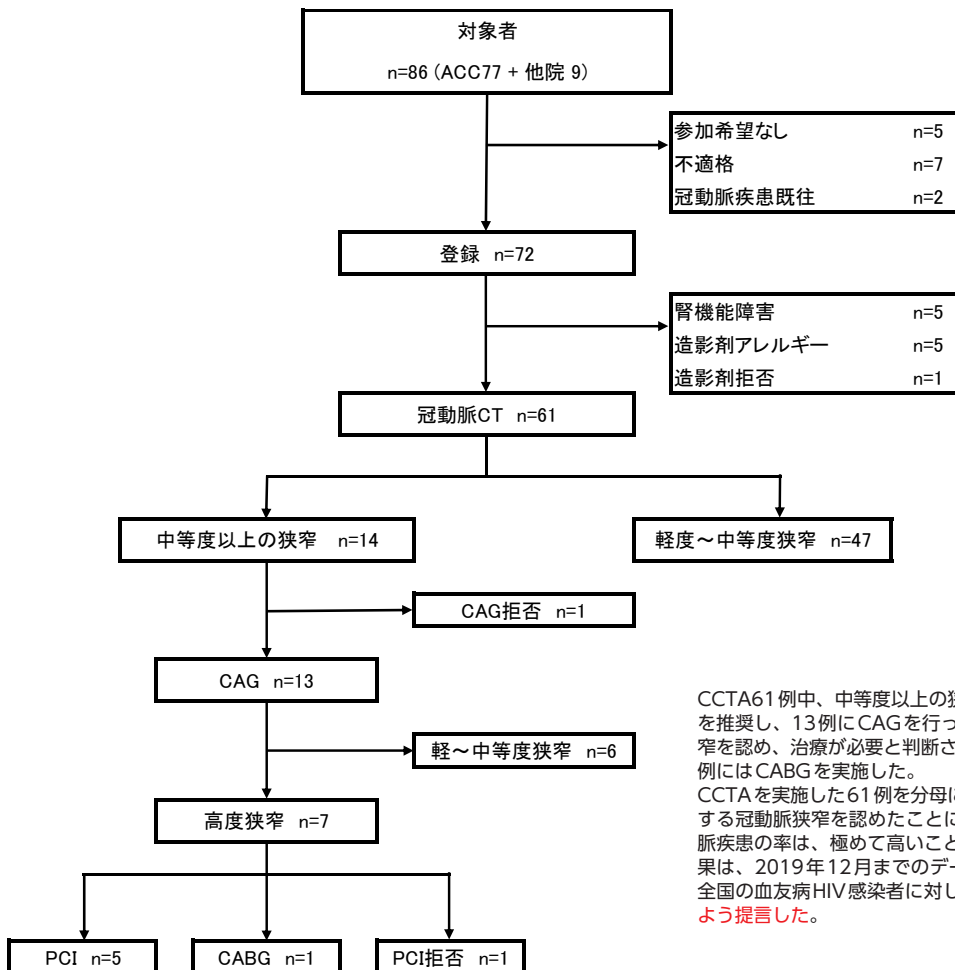 対象者
n=86 (ACC77 + 他院 9)
参加希望なし n=5
不適格 n=7
冠動脈疾患既往 n=2
登録 n=72
腎機能障害 n=5
造影剤アレルギー n=5
造影剤拒否 n=1
冠動脈CT n=61
中等度以上の狭窄 n=14
軽度～中等度狭窄 n=47
CAG拒否 n=1
CAG n=13
軽～中等度狭窄 n=6
高度狭窄 n=7
PCI n=5
CABG n=1
PCI拒否 n=1
CCTA61例中、中等度以上の狭
を推奨し、13例にCAGを行っ
窄を認め、治療が必要と判断さ
例にはCABGを実施した。
CCTAを実施した61例を分母に
する冠動脈狭窄を認めたことに
脈疾患の率は、極めて高いこと
果は、2019年12月までのデー
全国の血友病HIV感染者に対し
よう提言した。